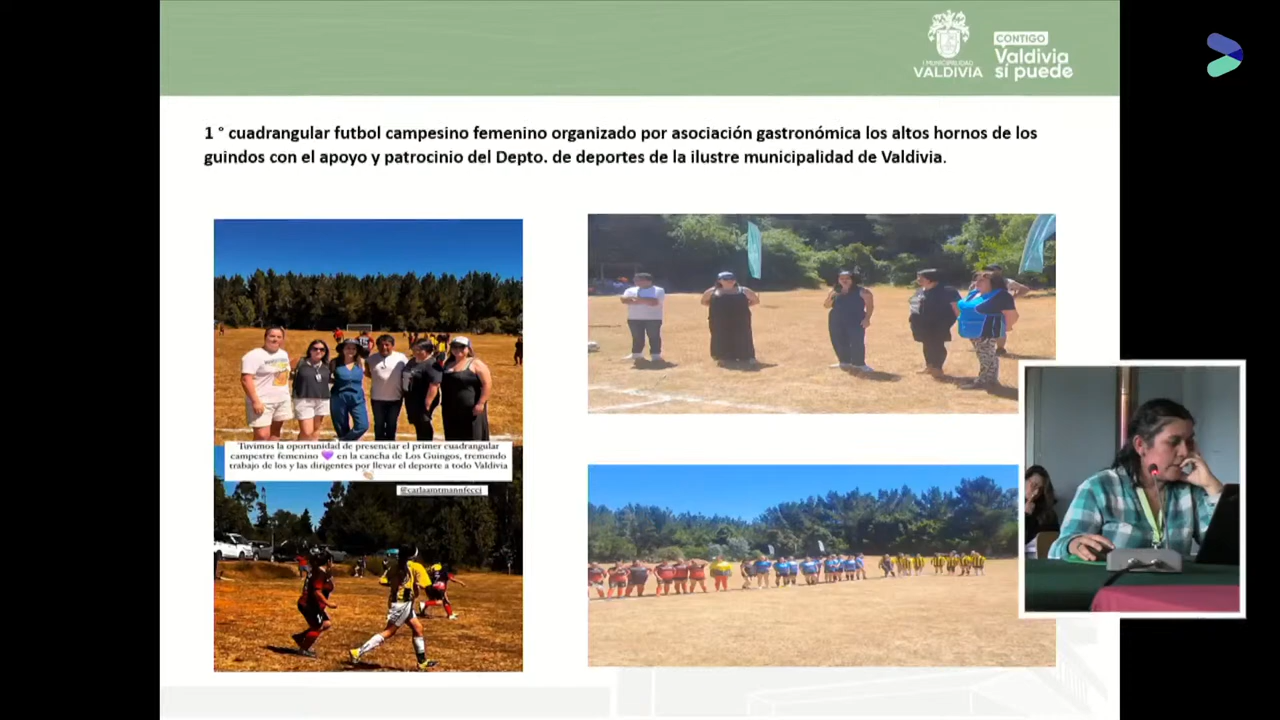 I MUNICIPALIDAD
VALDIVIA
CONTIGO
Valdivia
sí puede
1 ° cuadrangular futbol campesino femenino organizado por asociación gastronómica los altos hornos de los
guindos con el apoyo y patrocinio del Depto. de deportes de la ilustre municipalidad de Valdivia.
Tuvimos la oportunidad de presenciar el primer cuadrangular
campestre femenino 💜 en la cancha de Los Guingos, tremendo
trabajo de los y las dirigentes por llevar el deporte a todo Valdivia
@carlaamtmannfecci